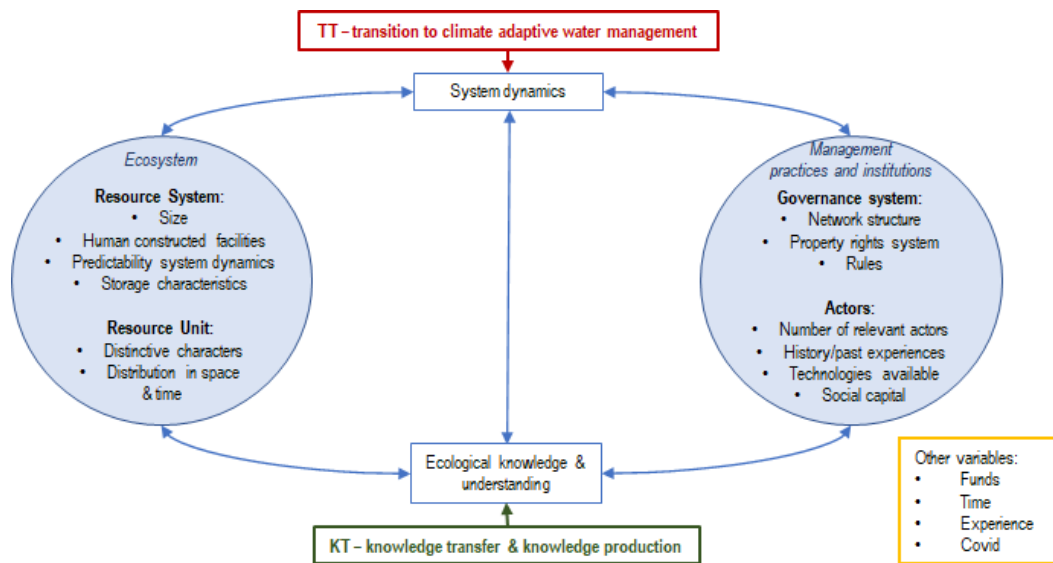 TT – transition to climate adaptive water management
System dynamics
Ecosystem
Resource System:
• Size
• Human constructed facilities
• Predictability system dynamics
• Storage characteristics
Resource Unit:
• Distinctive characters
• Distribution in space
& time
Management
practices and institutions
Governance system:
• Network structure
• Property rights system
• Rules
Actors:
• Number of relevant actors
• History/past experiences
• Technologies available
• Social capital
Ecological knowledge &
understanding
KT – knowledge transfer & knowledge production
Other variables:
• Funds
• Time
• Experience
• Covid